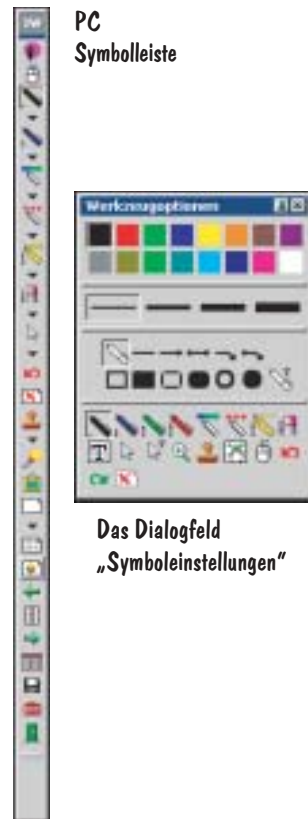 PC
Symbolleiste
Werkzeugoptionen
T
Das Dialogfeld
„Symboleinstellungen“